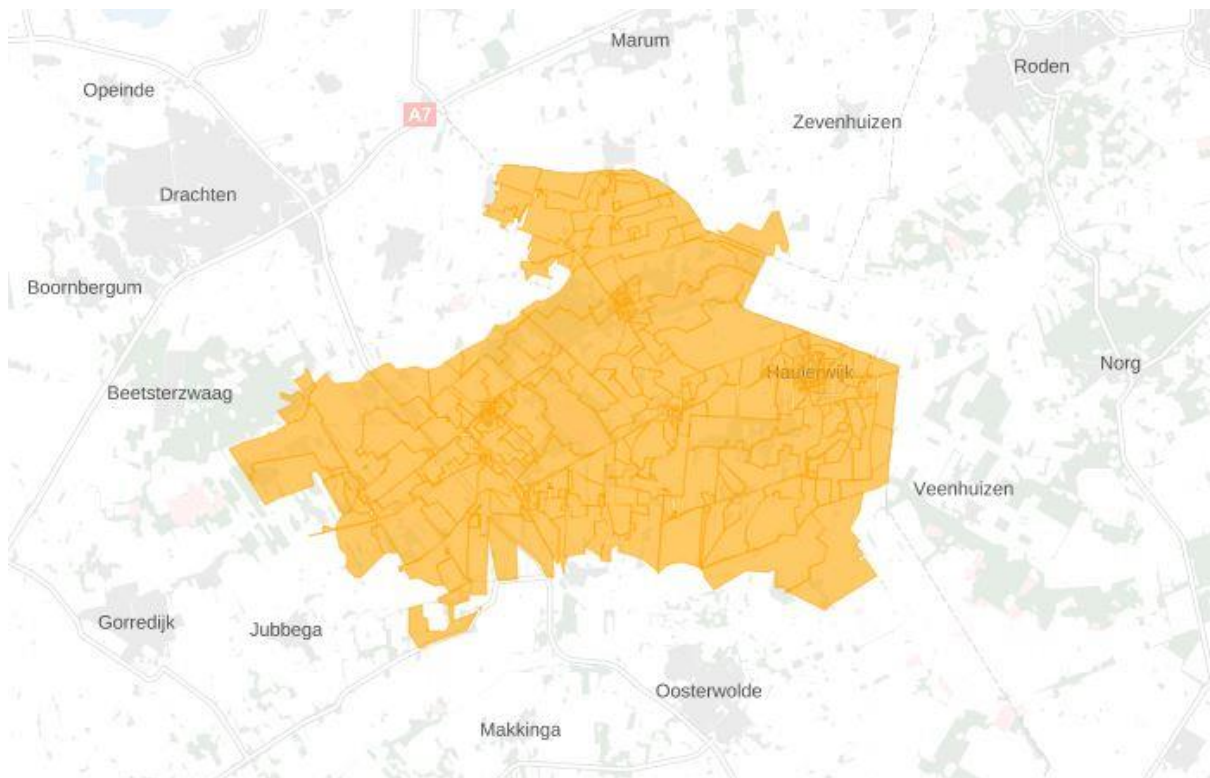 Marum
Roden
Opeinde
A7
Zevenhuizen
Drachten
Boornbergum
Norg
Haulerwijk
Beetsterzwaag
Veenhuizen
Gorredijk
Jubbega
Oosterwolde
Makkinga